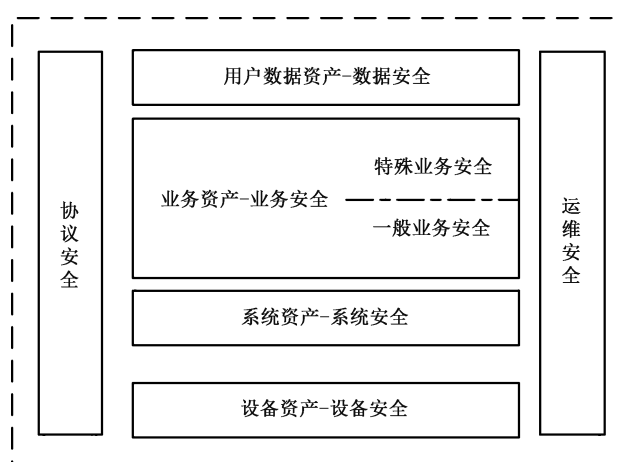 用户数据资产-数据安全
协议安全
业务资产-业务安全
特殊业务安全
一般业务安全
运维安全
系统资产-系统安全
设备资产-设备安全